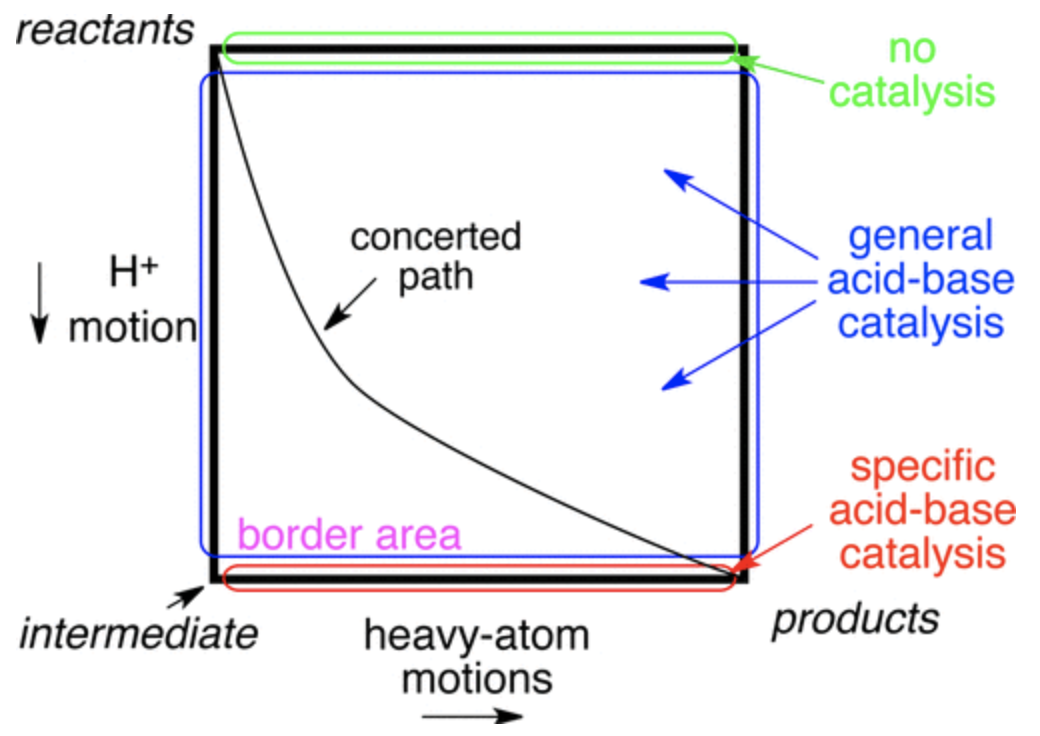 reactants
no
catalysis
concerted
path
H+
motion
general
acid-base
catalysis
specific
acid-base
catalysis
border area
intermediate
heavy-atom
motions
products